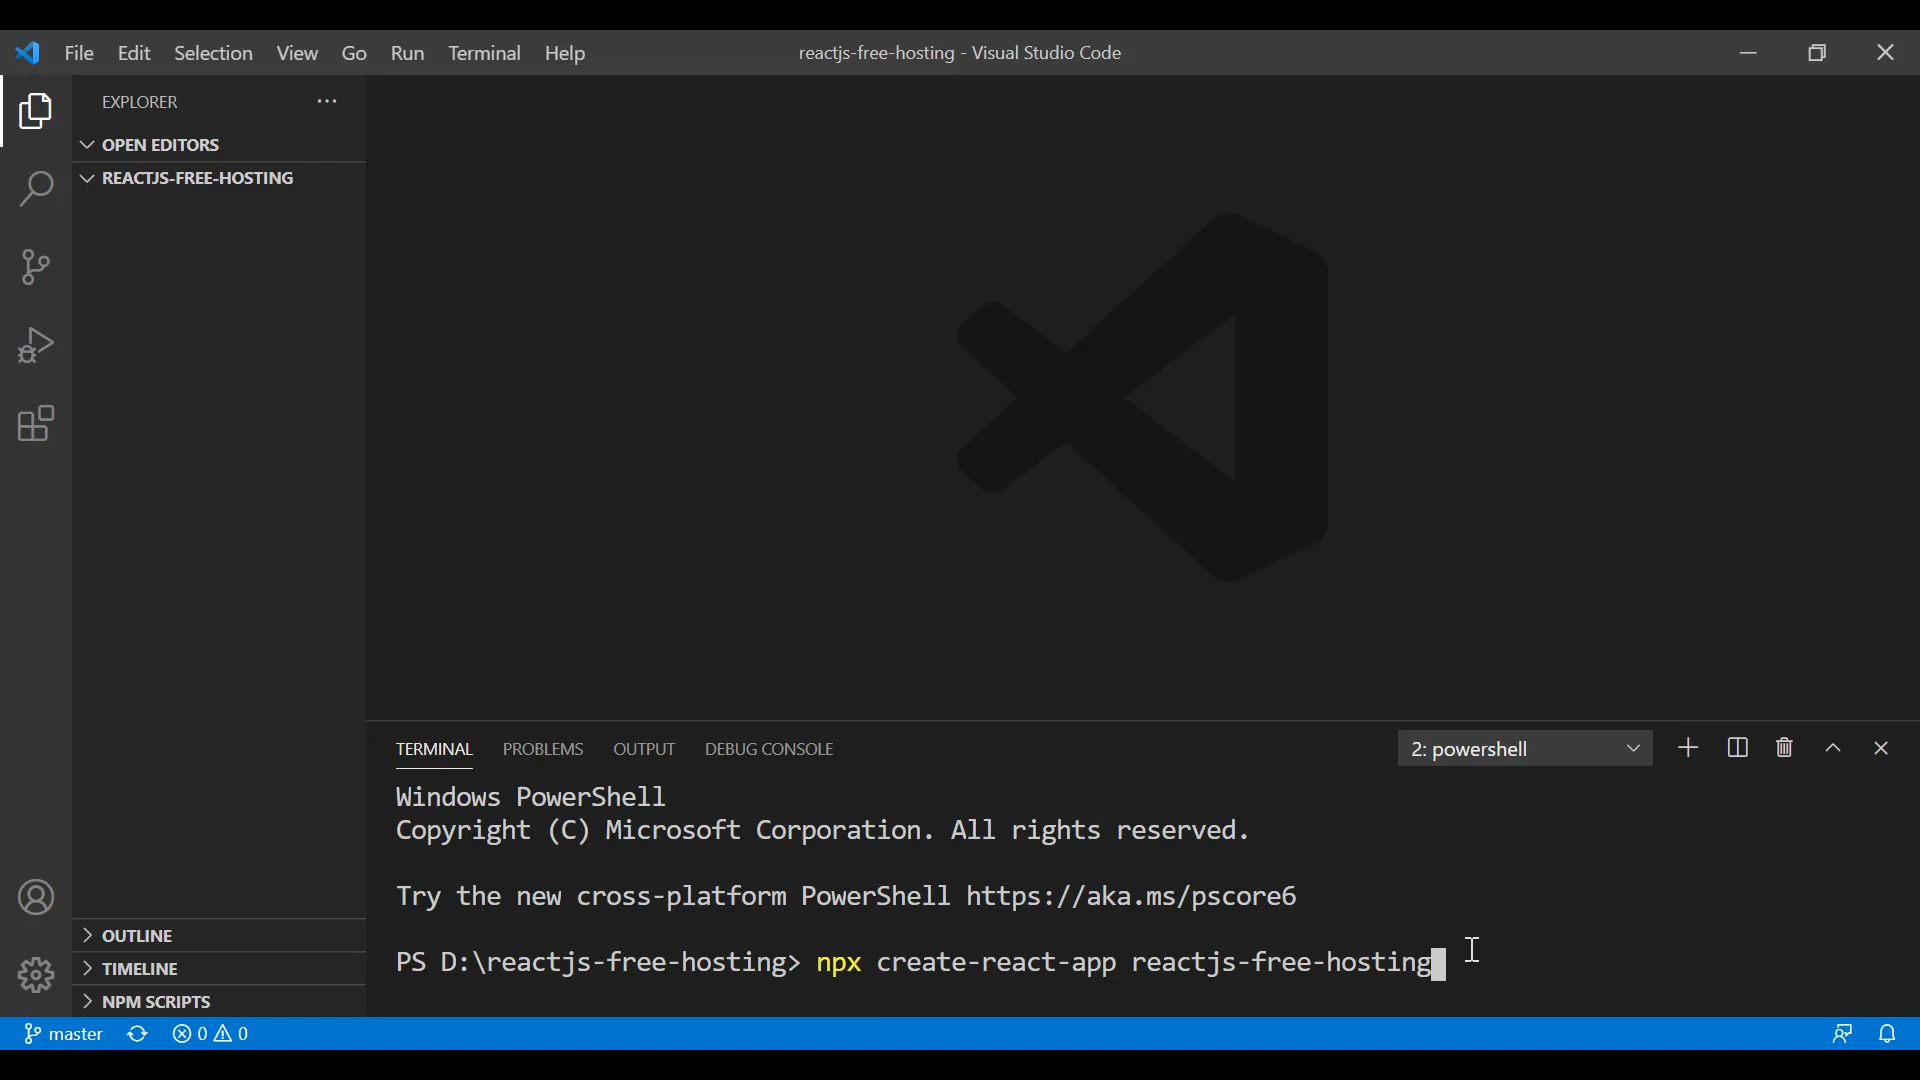 File Edit Selection View Go Run Terminal Help
reactjs-free-hosting - Visual Studio Code
EXPLORER
OPEN EDITORS
REACTJS-FREE-HOSTING
TERMINAL PROBLEMS OUTPUT DEBUG CONSOLE
2: powershell
Windows PowerShell
Copyright (C) Microsoft Corporation. All rights reserved.
Try the new cross-platform PowerShell https://aka.ms/pscore6
PS D:\reactjs-free-hosting> npx create-react-app reactjs-free-hosting
OUTLINE
TIMELINE
NPM SCRIPTS
master 0 0